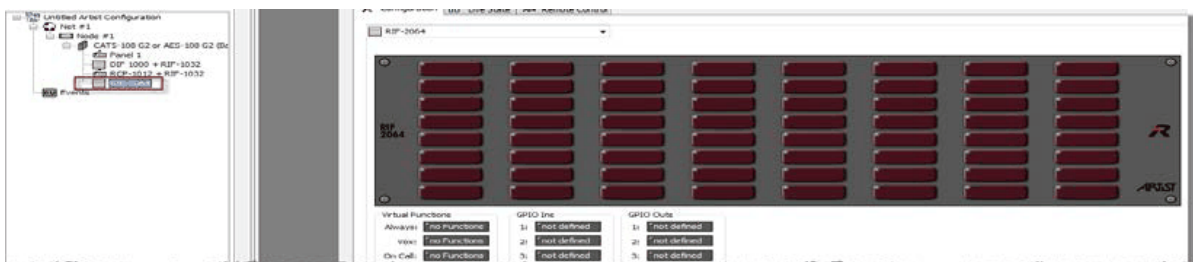 Untitled Artist Configuration
Net #1
Node #1
CATS-108 G2 or AES-108 G2 (Bc
Panel 1
DIF 1000 + RIF-1032
RCP-1012 + RIF-1032
Events
Configuration
Live State
Remote Control
RIF-2064
RIF
2064
ARTIST
Virtual Functions
Always: no Functions
Vox: no Functions
On Call: no Functions
GPIO Ins
1: not defined
2: not defined
3: not defined
GPIO Outs
1: not defined
2: not defined
3: not defined